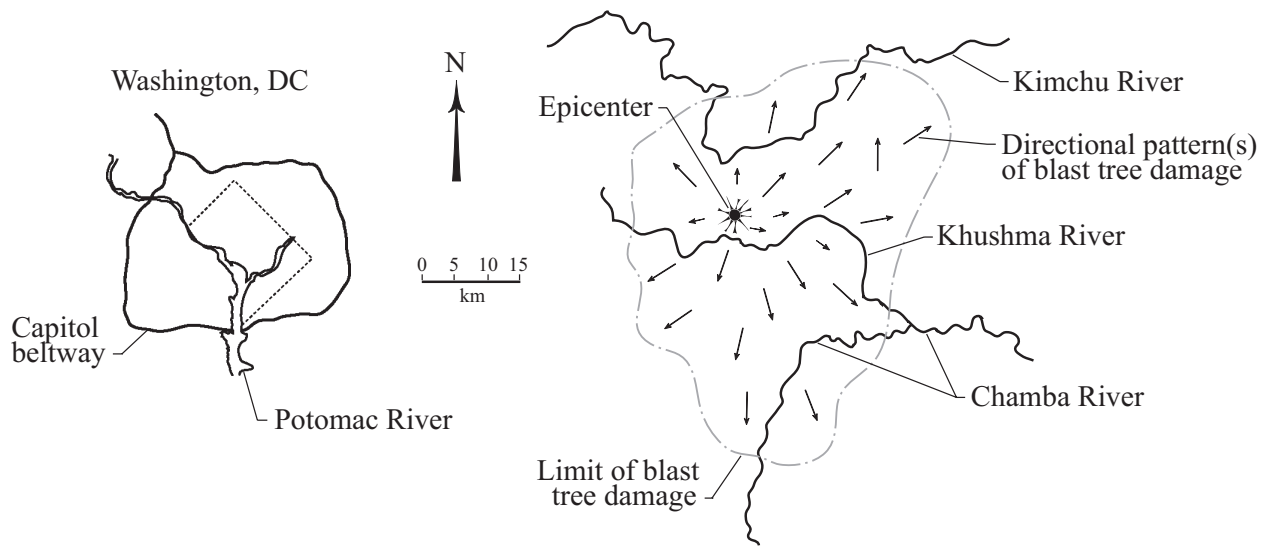 Washington, DC
Capitol
beltway
Potomac River
N
0 5 10 15
km
Epicenter
Kimchu River
Directional pattern(s)
of blast tree damage
Khushma River
Chamba River
Limit of blast
tree damage